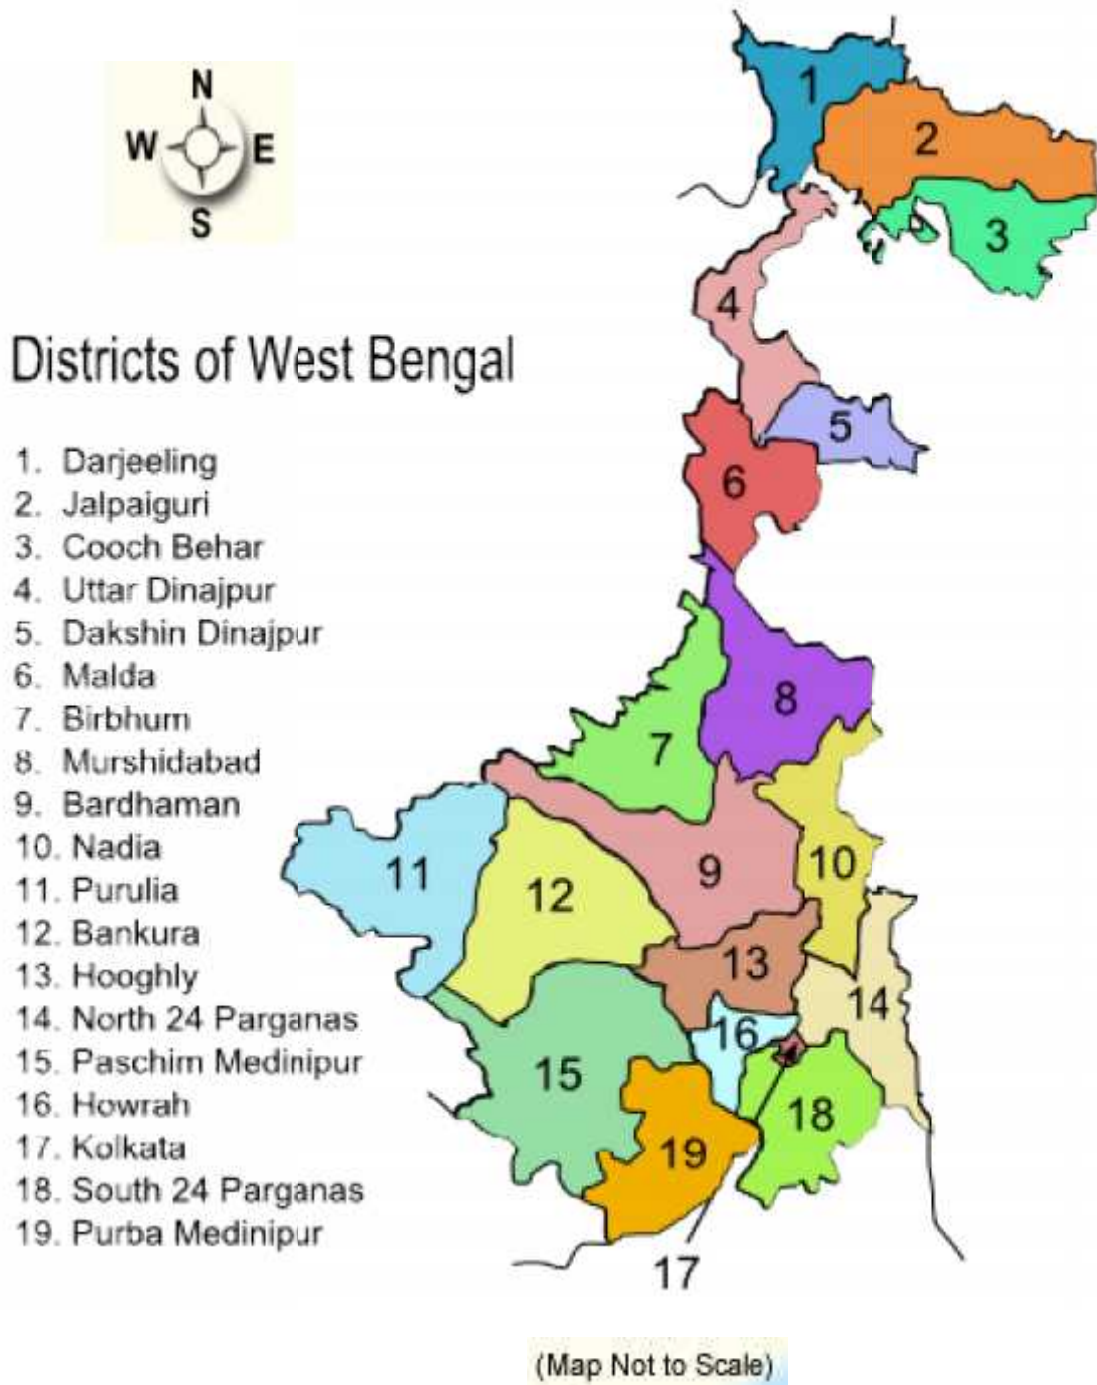 N
W E
S
Districts of West Bengal
1. Darjeeling
2. Jalpaiguri
3. Cooch Behar
4. Uttar Dinajpur
5. Dakshin Dinajpur
6. Malda
7. Birbhum
8. Murshidabad
9. Bardhaman
10. Nadia
11. Purulia
12. Bankura
13. Hooghly
14. North 24 Parganas
15. Paschim Medinipur
16. Howrah
17. Kolkata
18. South 24 Parganas
19. Purba Medinipur
1
2
3
4
5
6
8
7
9
10
11
12
13
14
16
15
18
19
17
(Map Not to Scale)